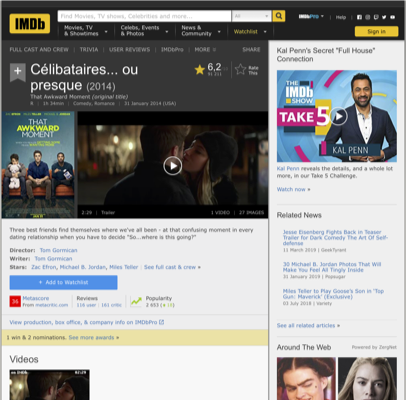 IMDb
Find Movies, TV shows, Celebrities and more...
All
IMDbPro
Help
Movies, TV & Showtimes
Celebs, Events & Photos
News & Community
Watchlist
Sign in
FULL CAST AND CREW | TRIVIA | USER REVIEWS | IMDbPro | MORE
SHARE
Célibataires... ou presque (2014)
That Awkward Moment (original title)
R | 1h 34min | Comedy, Romance | 31 January 2014 (USA)
6,2
Rate This
THAT AWKWARD MOMENT
2:29 | Trailer
1 VIDEO | 27 IMAGES
Three best friends find themselves where we've all been - at that confusing moment in every
dating relationship when you have to decide "So...where is this going?"
Director: Tom Gormican
Writer: Tom Gormican
Stars: Zac Efron, Michael B. Jordan, Miles Teller | See full cast & crew »
+ Add to Watchlist
36
Metascore
From metacritic.com
Reviews
116 user | 161 critic
Popularity
View production, box office, & company info on IMDbPro
1 win & 2 nominations. See more awards »
Videos
Kal Penn's Secret "Full House" Connection
THE IMDb SHOW
TAKE 5
KAL PENN
Kal Penn reveals the details, and a whole lot more, in our Take 5 Challenge.
Watch now »
Related News
Jesse Eisenberg Fights Back in Teaser Trailer for Dark Comedy The Art Of Self-defense
11 March 2019 | GeekTyrant
30 Michael B. Jordan Photos That Will Make You Feel All Tingly Inside
31 January 2019 | Popsugar
Miles Teller to Play Goose's Son in 'Top Gun: Maverick' (Exclusive)
03 July 2018 | Variety
See all related articles »
Around The Web
Powered by ZergNet